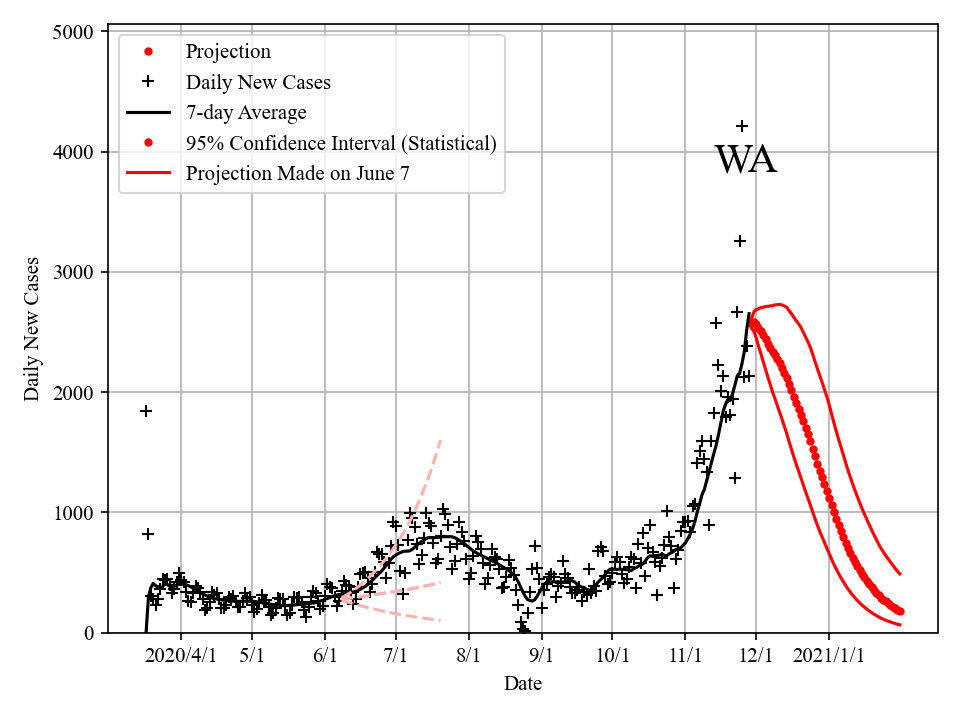 5000
4000
3000
2000
1000
0
Daily New Cases
Projection
Daily New Cases
7-day Average
95% Confidence Interval (Statistical)
Projection Made on June 7
WA
2020/4/1 5/1 6/1 7/1 8/1 9/1 10/1 11/1 12/1 2021/1/1
Date